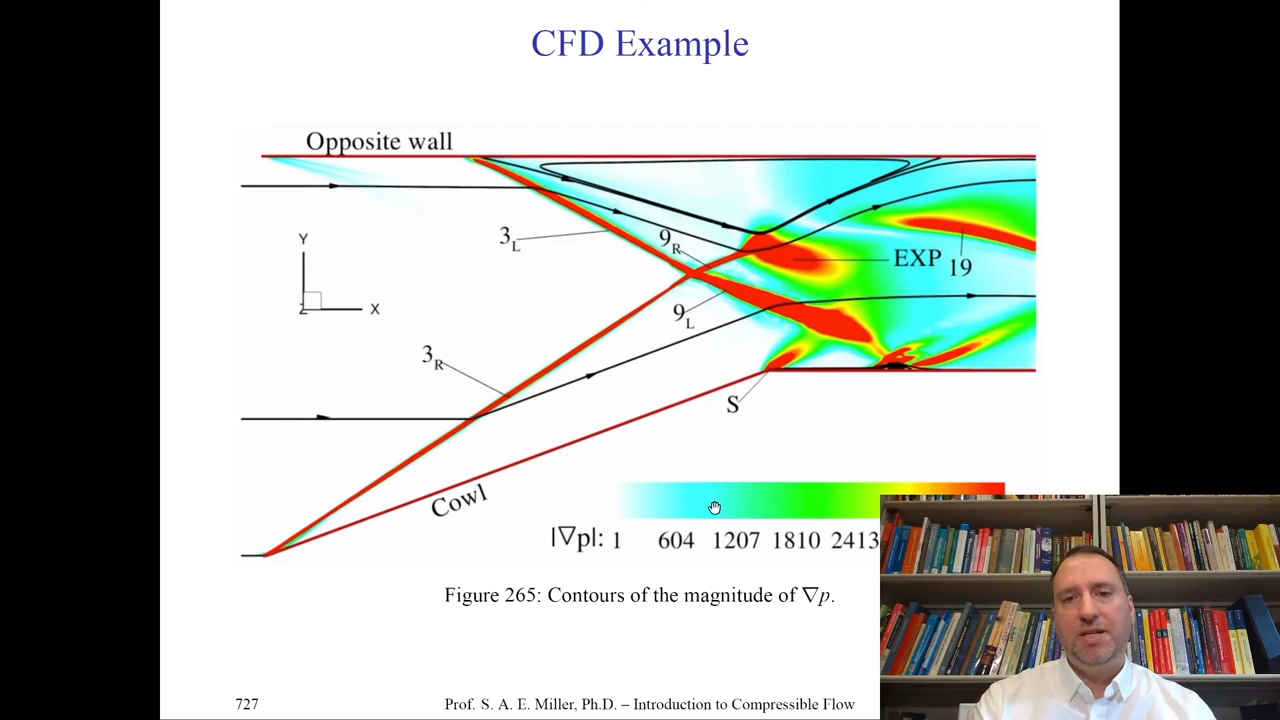 CFD Example
Opposite wall
3L
9R
EXP
19
Y
Z
X
9L
3R
S
Cowl
|∇p|: 1 604 1207 1810 2413
Figure 265: Contours of the magnitude of ∇p.
727
Prof. S. A. E. Miller, Ph.D. – Introduction to Compressible Flow